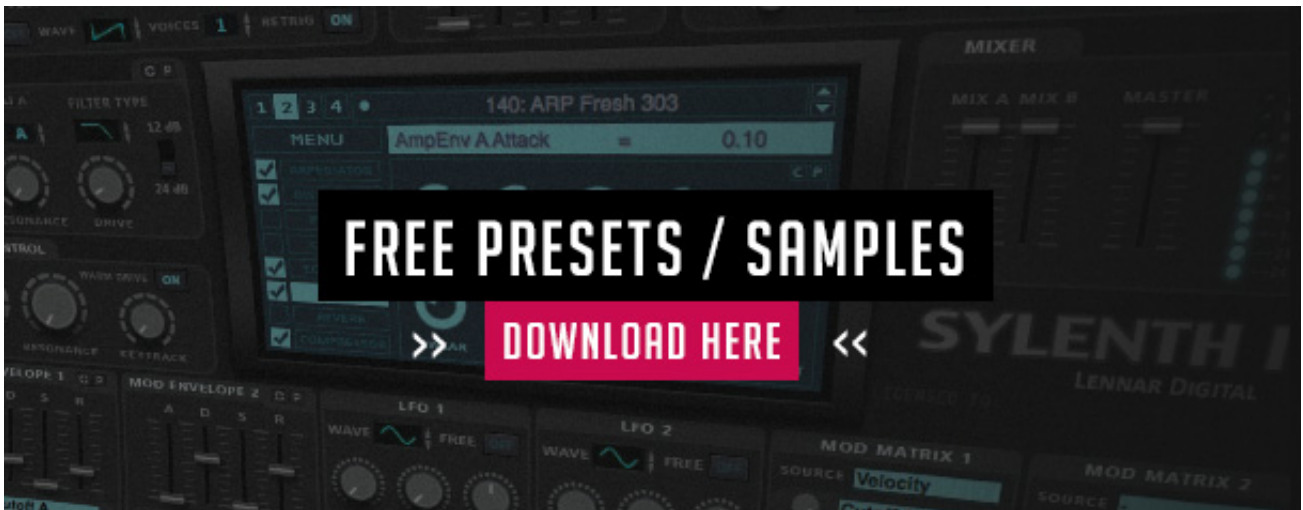 WAVE
VOICES 1
RETRIG ON
C P
MIXER
FILTER TYPE
A
12 dB
24 dB
DRIVE
1 2 3 4
140: ARP Fresh 303
MENU
AmpEnv A Attack = 0.10
C P
MIX A MIX B
MASTER
FREE PRESETS / SAMPLES
>> DOWNLOAD HERE <<
WARM DRIVE ON
RESONANCE
KEYTRACK
REVERB
COMPRESSOR
SYLENTH 1
LENNAR DIGITAL
C P
D S R
MOD ENVELOPE 2 C P
A D S R
LFO 1
WAVE
FREE OFF
LFO 2
WAVE
FREE OFF
MOD MATRIX 1
SOURCE Velocity
MOD MATRIX 2
SOURCE